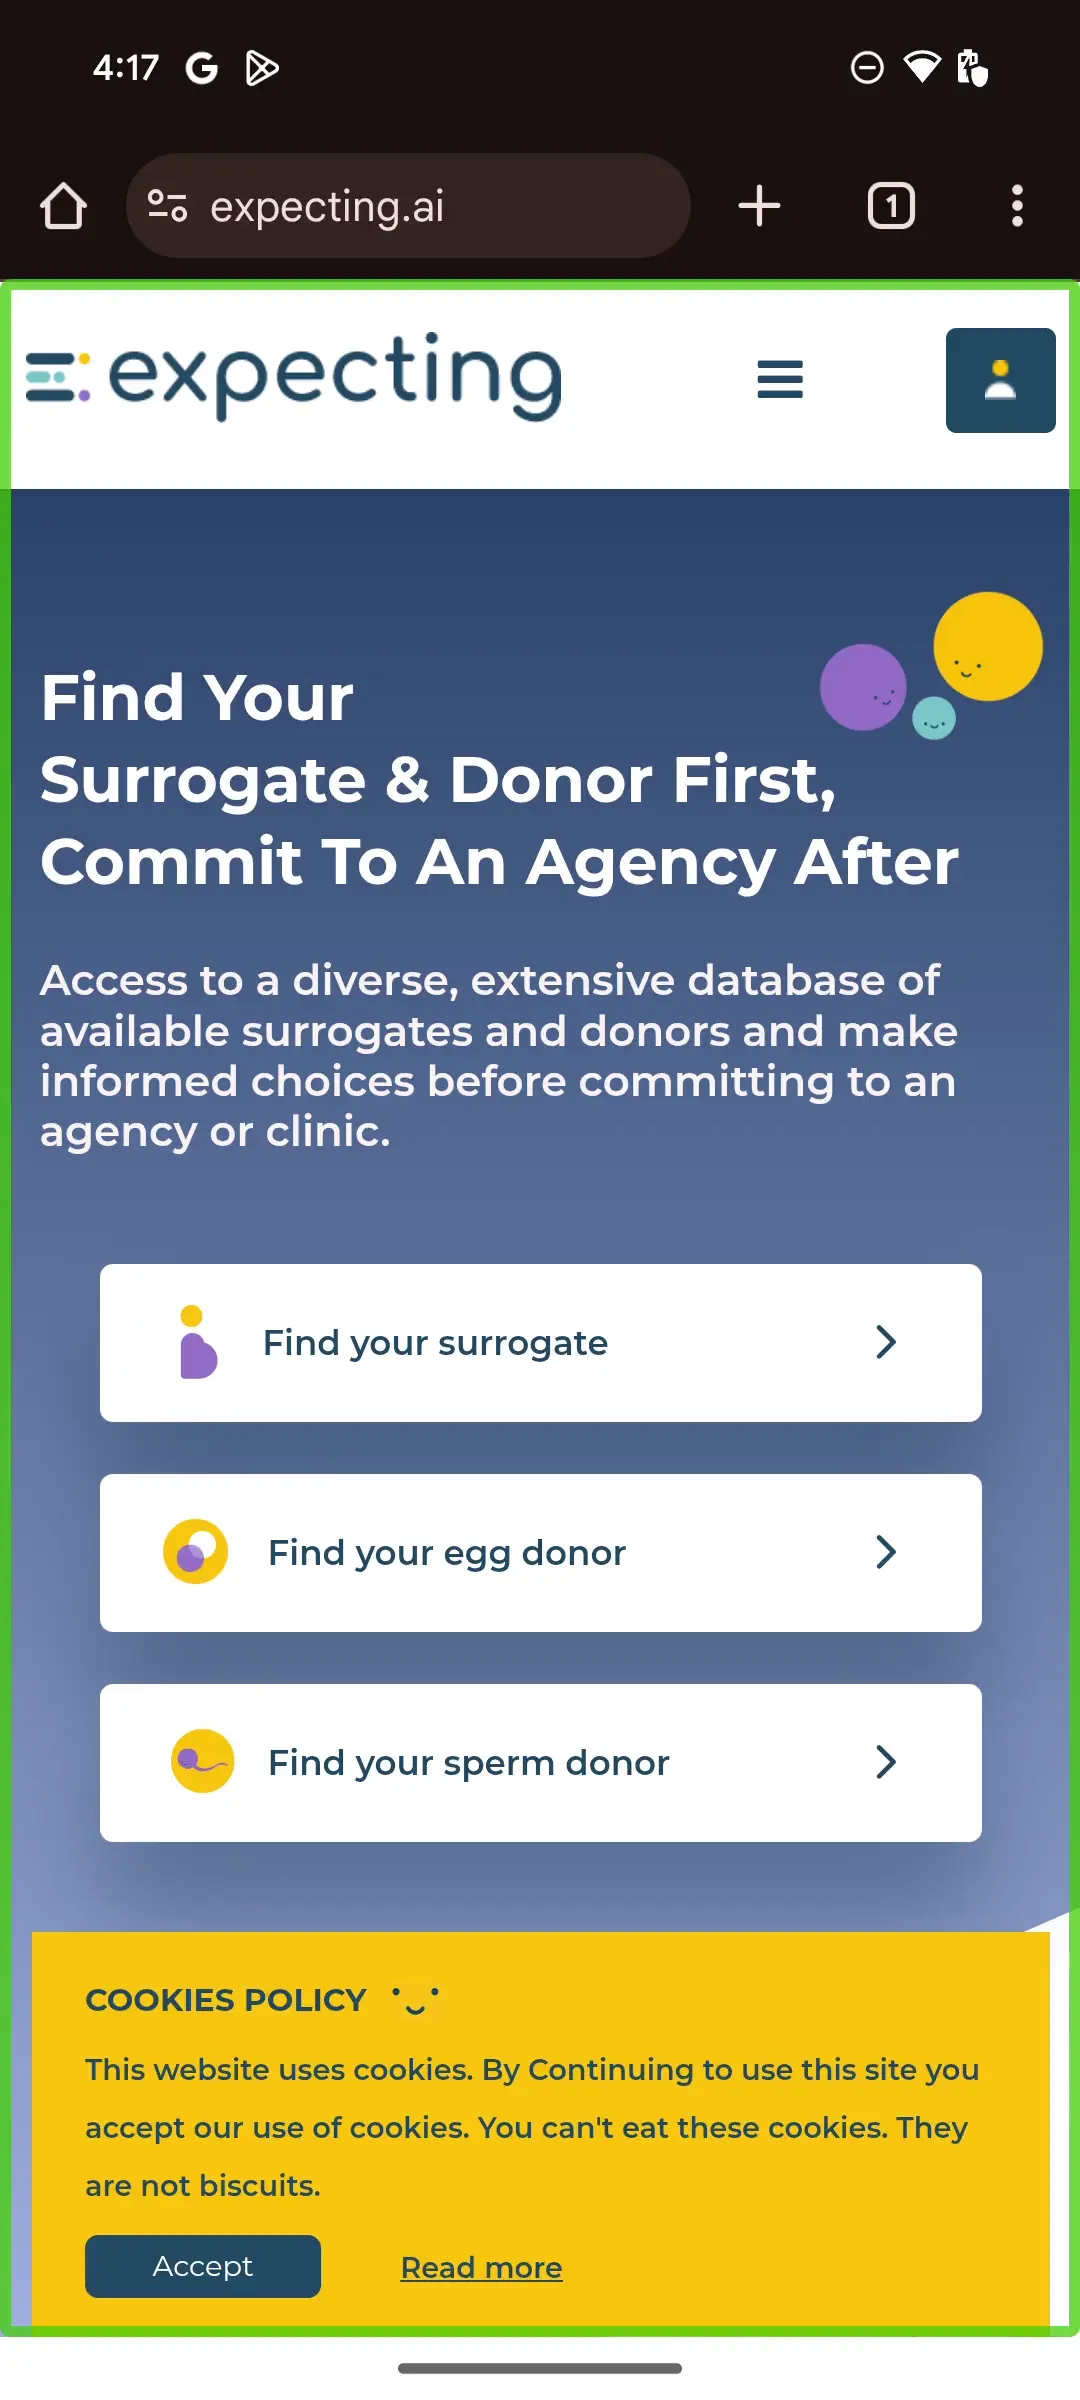 4:17
expecting.ai
1
expecting
Find Your
Surrogate & Donor First,
Commit To An Agency After
Access to a diverse, extensive database of
available surrogates and donors and make
informed choices before committing to an
agency or clinic.
Find your surrogate
Find your egg donor
Find your sperm donor
COOKIES POLICY
This website uses cookies. By Continuing to use this site you
accept our use of cookies. You can't eat these cookies. They
are not biscuits.
Accept
Read more